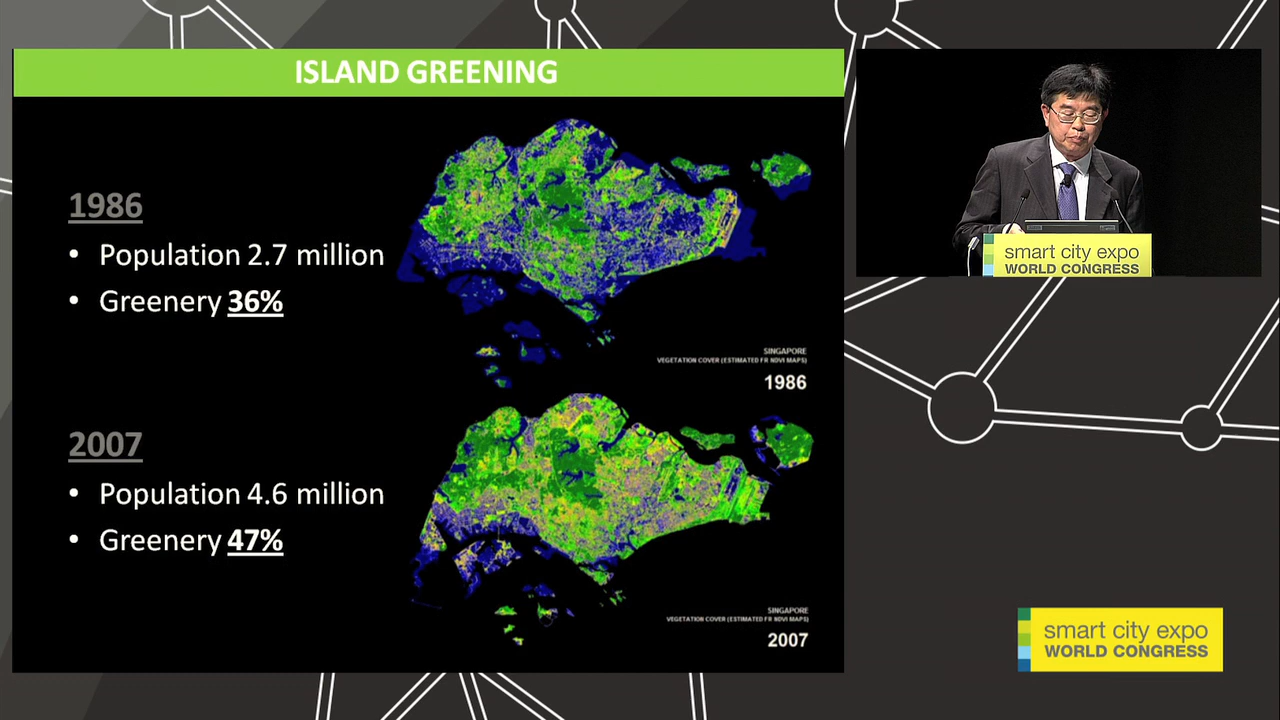 ISLAND GREENING
1986
• Population 2.7 million
• Greenery 36%
SINGAPORE
VEGETATION COVER (ESTIMATED FR NDVI MAPS)
1986
2007
• Population 4.6 million
• Greenery 47%
SINGAPORE
VEGETATION COVER (ESTIMATED FR NDVI MAPS)
2007
smart city expo
WORLD CONGRESS
smart city expo
WORLD CONGRESS